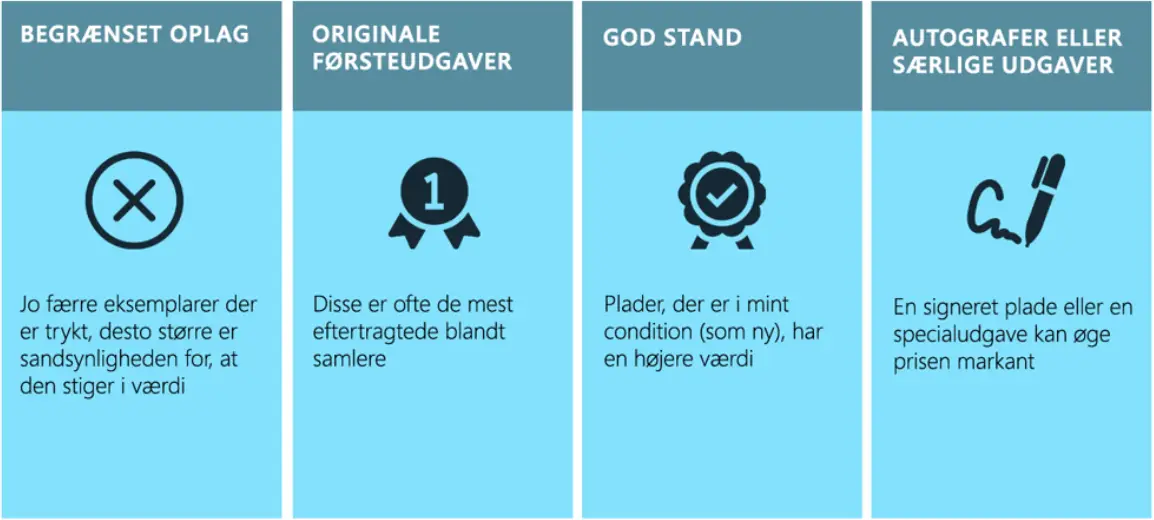 BEGRÆNSET OPLAG
Jo færre eksemplarer der
er trykt, desto større er
sandsynligheden for, at
den stiger i værdi
ORIGINALE
FØRSTEUDGAVER
1
Disse er ofte de mest
eftertragtede blandt
samlere
GOD STAND
Plader, der er i mint
condition (som ny), har
en højere værdi
AUTOGRAFER ELLER
SÆRLIGE UDGAVER
En signeret plade eller en
specialudgave kan øge
prisen markant